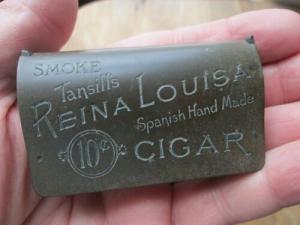 SMOKE
Tansill's
REINA LOUISA
Spanish Hand Made
10¢ CIGAR